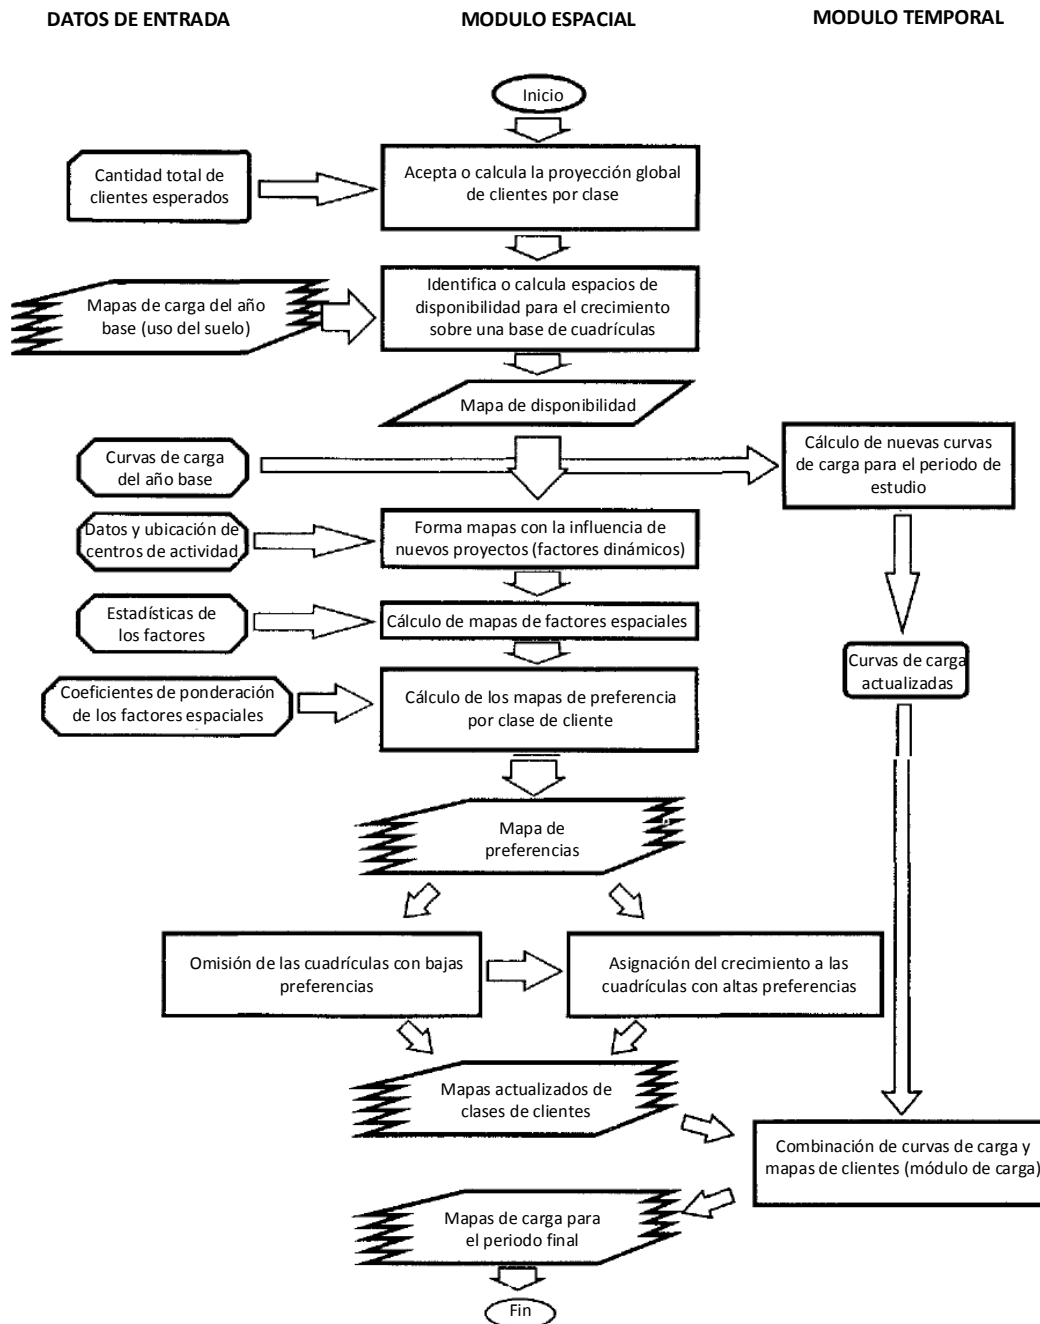 DATOS DE ENTRADA
MODULO ESPACIAL
MODULO TEMPORAL
Inicio
Cantidad total de
clientes esperados
Acepta o calcula la proyección global
de clientes por clase
Mapas de carga del año
base (uso del suelo)
Identifica o calcula espacios de
disponibilidad para el crecimiento
sobre una base de cuadrículas
Mapa de disponibilidad
Curvas de carga
del año base
Cálculo de nuevas curvas
de carga para el periodo de
estudio
Datos y ubicación de
centros de actividad
Forma mapas con la influencia de
nuevos proyectos (factores dinámicos)
Estadísticas de
los factores
Cálculo de mapas de factores espaciales
Curvas de carga
actualizadas
Coeficientes de ponderación
de los factores espaciales
Cálculo de los mapas de preferencia
por clase de cliente
Mapa de
preferencias
Omisión de las cuadrículas con bajas
preferencias
Asignación del crecimiento a las
cuadrículas con altas preferencias
Mapas actualizados de
clases de clientes
Combinación de curvas de carga y
mapas de clientes (módulo de carga)
Mapas de carga para
el periodo final
Fin